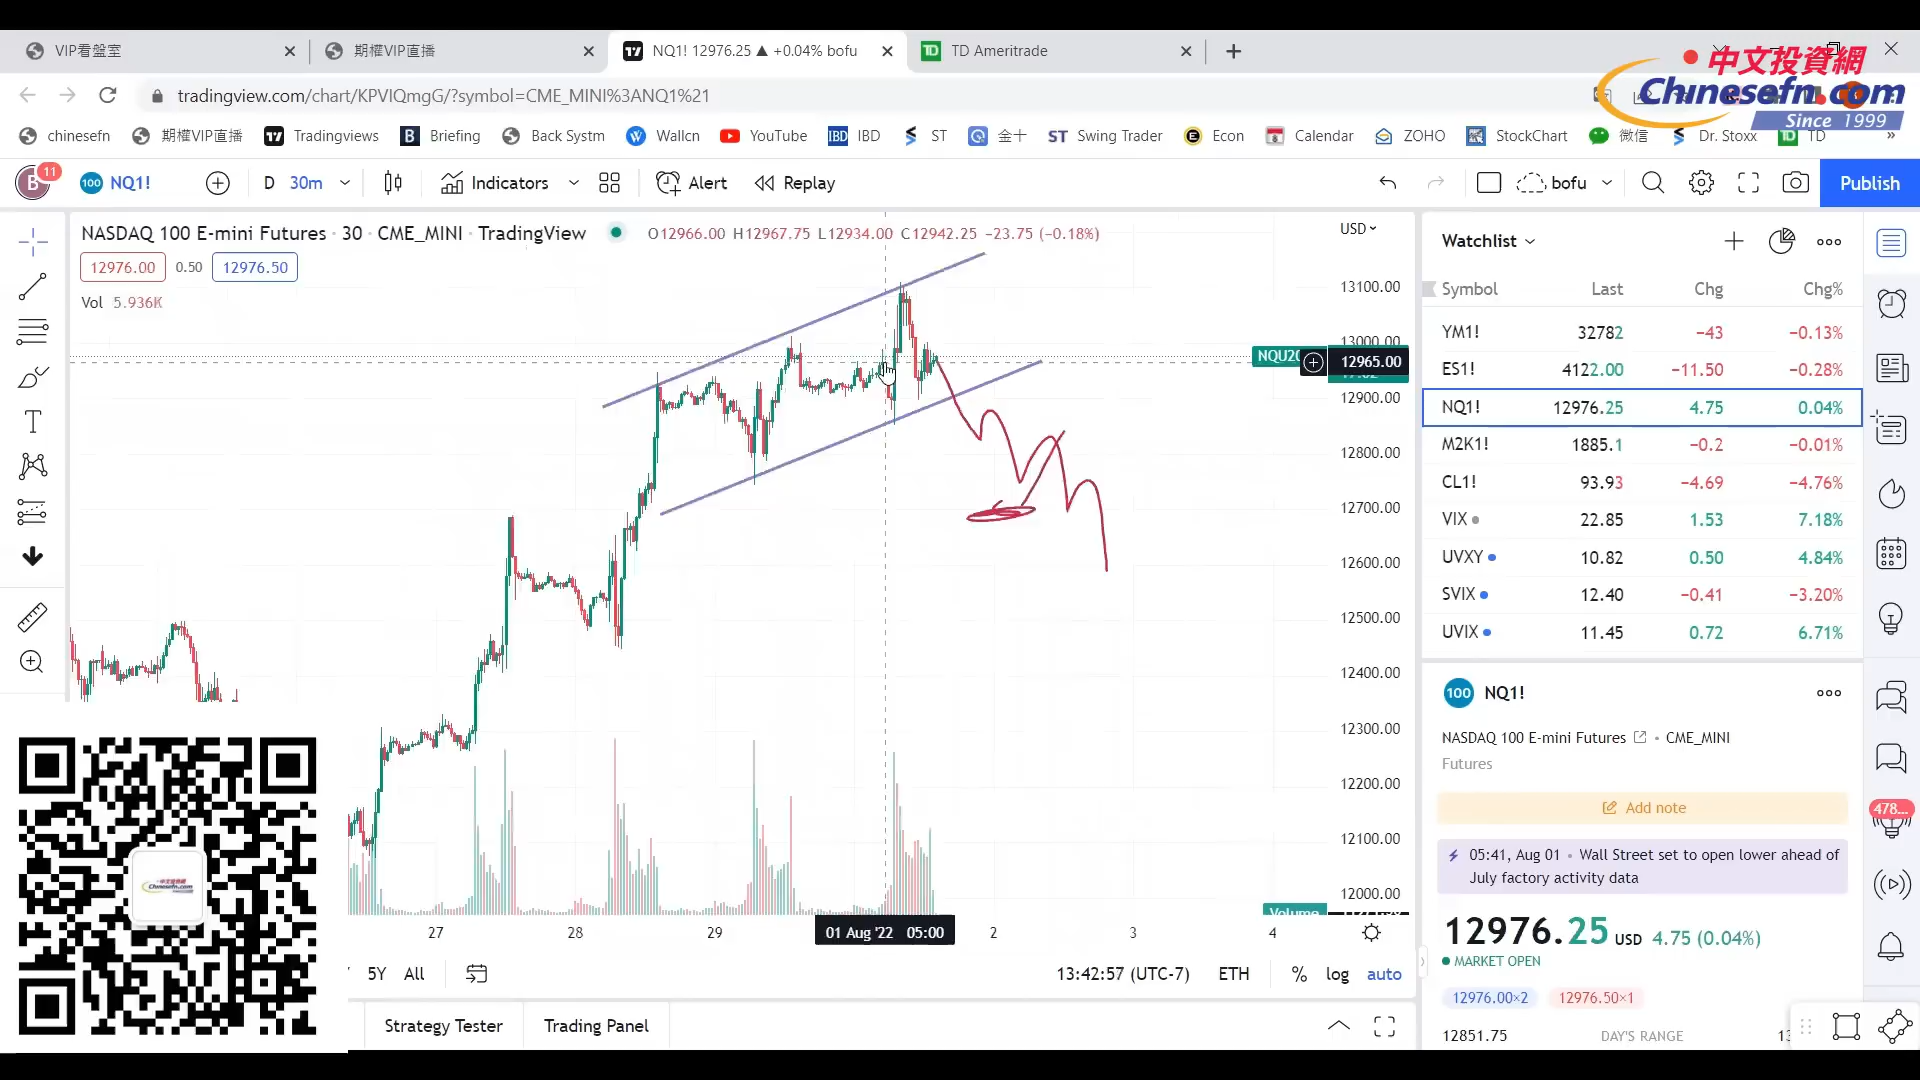 VIP看盤室
期權VIP直播
NQ1! 12976.25 ▲ +0.04% bofu
TD Ameritrade
中文投資網
Chinesefn.com
Since 1999
tradingview.com/chart/KPVIQmgG/?symbol=CME_MINI%3ANQ1%21
chinesefn 期權VIP直播 Tradingviews Briefing Back Systm Wallcn YouTube IBD IBD ST 金十 ST Swing Trader Econ Calendar ZOHO StockChart 微信 Dr. Stoxx TD »
B 11 100 NQ1! D 30m Indicators Alert Replay bofu Publish
NASDAQ 100 E-mini Futures · 30 · CME_MINI · TradingView O12966.00 H12967.75 L12934.00 C12942.25 −23.75 (−0.18%) USD
12976.00 0.50 12976.50
Vol 5.936K
13100.00
13000.00
NQU20
12965.00
12900.00
12800.00
12700.00
12600.00
12500.00
12400.00
12300.00
12200.00
12100.00
12000.00
Volume
27 28 29 01 Aug '22 05:00 2 3 4
5Y All 13:42:57 (UTC-7) ETH % log auto
Strategy Tester Trading Panel
Chinesefn.com
Watchlist
Symbol Last Chg Chg%
YM1! 32782 −43 −0.13%
ES1! 4122.00 −11.50 −0.28%
NQ1! 12976.25 4.75 0.04%
M2K1! 1885.1 −0.2 −0.01%
CL1! 93.93 −4.69 −4.76%
VIX 22.85 1.53 7.18%
UVXY 10.82 0.50 4.84%
SVIX 12.40 −0.41 −3.20%
UVIX 11.45 0.72 6.71%
100 NQ1!
NASDAQ 100 E-mini Futures • CME_MINI
Futures
Add note
05:41, Aug 01 • Wall Street set to open lower ahead of
July factory activity data
12976.25 USD 4.75 (0.04%)
MARKET OPEN
12976.00×2 12976.50×1
12851.75 DAY'S RANGE
478...